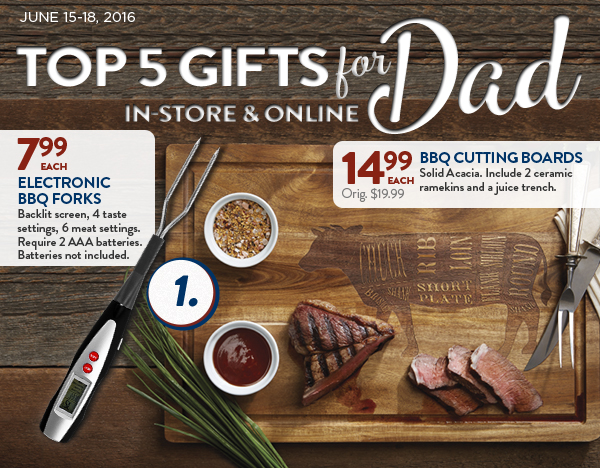 JUNE 15-18, 2016
TOP 5 GIFTS for Dad
IN-STORE & ONLINE
7.99
EACH
ELECTRONIC
BBQ FORKS
Backlit screen, 4 taste
settings, 6 meat settings.
Require 2 AAA batteries.
Batteries not included.
14.99
EACH
Orig. $19.99
BBQ CUTTING BOARDS
Solid Acacia. Include 2 ceramic
ramekins and a juice trench.
1.
CHUCK
RIB
LOIN
ROUND
SHORT
PLATE